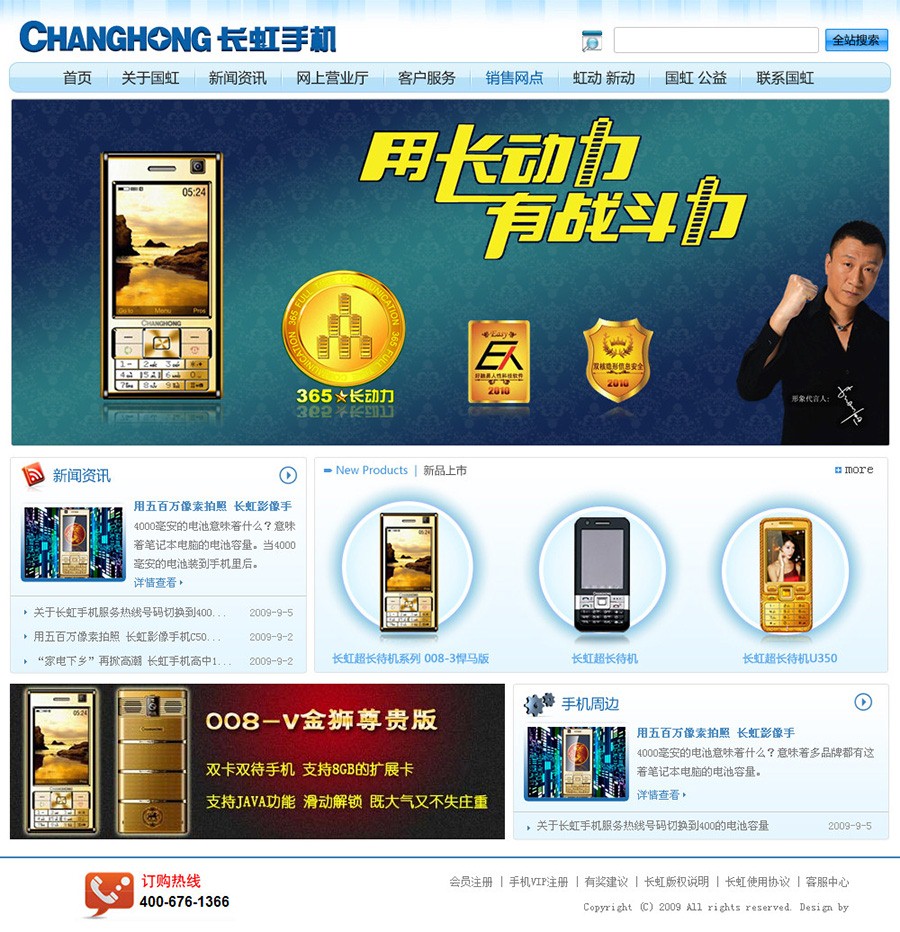 CHANGHONG 长虹手机
全站搜索
首页 关于国虹 新闻资讯 网上营业厅 客户服务 销售网点 虹动 新动 国虹 公益 联系国虹
用长动力
有战斗力
05:24
Menu
CHANGHONG
365长动力
Easy
2010
双核隐形信息安全
2010
形象代言人：
新闻资讯
用五百万像素拍照 长虹影像手
4000毫安的电池意味着什么？意味
着笔记本电脑的电池容量。当4000
毫安的电池装到手机里后。
详情查看
关于长虹手机服务热线号码切换到400... 2009-9-5
用五百万像素拍照 长虹影像手机C50... 2009-9-2
“家电下乡”再掀高潮 长虹手机高中1... 2009-9-2
New Products | 新品上市
more
长虹超长待机系列 008-3悍马版
长虹超长待机
长虹超长待机U350
008-V金狮尊贵版
双卡双待手机 支持8GB的扩展卡
支持JAVA功能 滑动解锁 既大气又不失庄重
手机周边
用五百万像素拍照 长虹影像手
4000毫安的电池意味着什么？意味着多品牌都有这
着笔记本电脑的电池容量。
详情查看
关于长虹手机服务热线号码切换到400的电池容量 2009-9-5
订购热线
400-676-1366
会员注册 | 手机VIP注册 | 有奖建议 | 长虹版权说明 | 长虹使用协议 | 客服中心
Copyright (C) 2009 All rights reserved. Design by